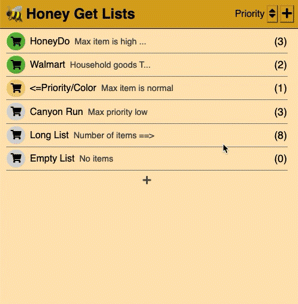 Honey Get Lists Priority
HoneyDo Max item is high ... (3)
Walmart Household goods T... (2)
<=Priority/Color Max item is normal (1)
Canyon Run Max priority low (3)
Long List Number of items ==> (8)
Empty List No items (0)